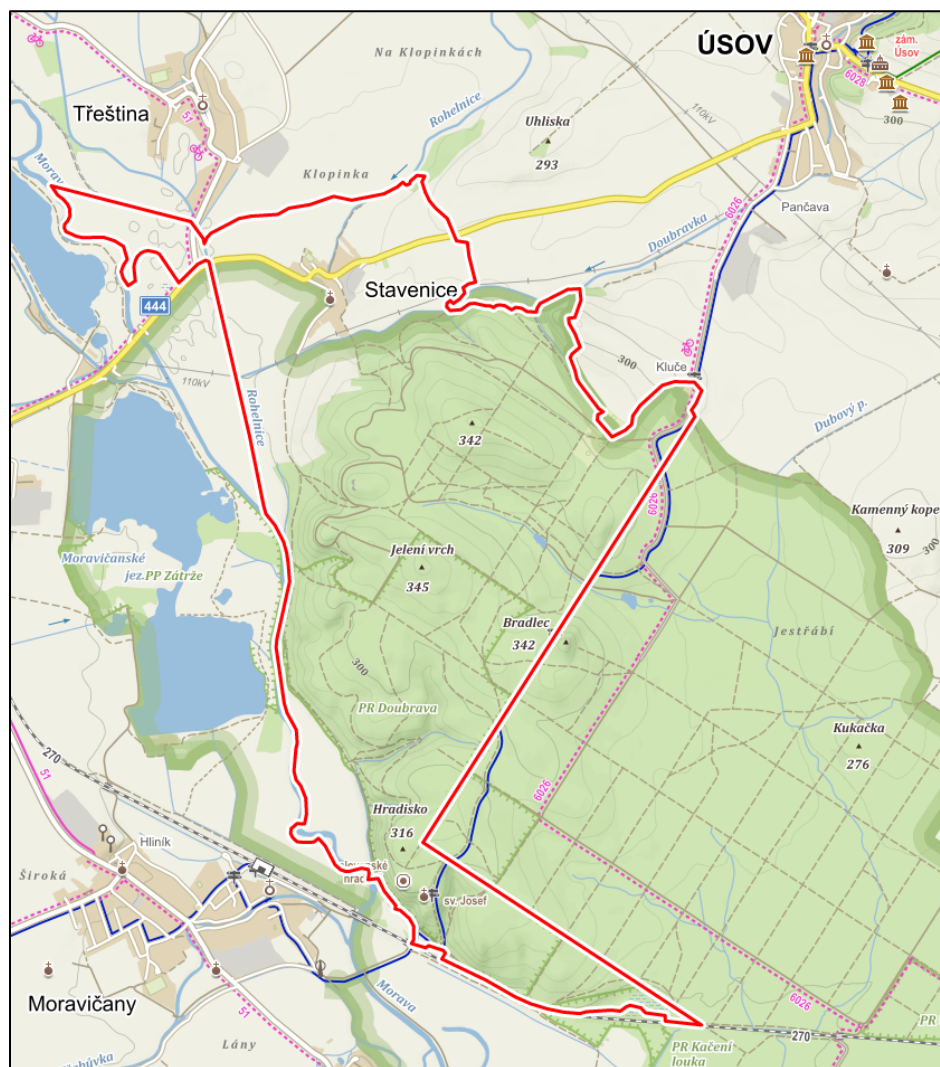 ÚSOV
zám.
Úsov
6028
300
Na Klopinkách
Rohelnice
110kV
Třeština
51
Uhliska
293
Morava
Klopinka
6026
Pančava
Doubravka
Stavenice
444
110kV
Rohelnice
300
Kluče
Dubový p.
342
6026
Kamenný kope
309
300
Jelení vrch
345
Moravičanské
jez.
PP Zátrže
Bradlec
342
Jestřábí
300
PR Doubrava
Kukačka
276
270
51
6026
Hradisko
316
Hliník
Široká
sv. Josef
Moravičany
Morava
51
6026
270
PR
Lány
PR Kačení
louka